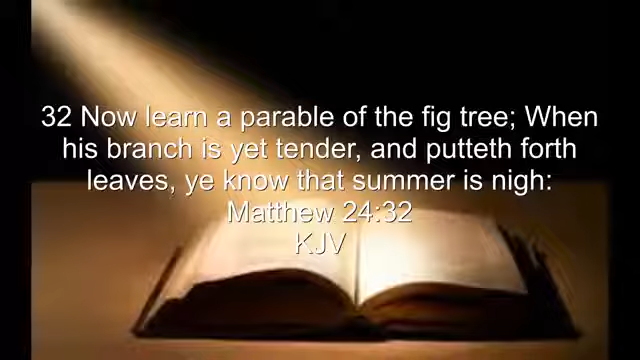 32 Now learn a parable of the fig tree; When
his branch is yet tender, and putteth forth
leaves, ye know that summer is nigh:
Matthew 24:32
KJV